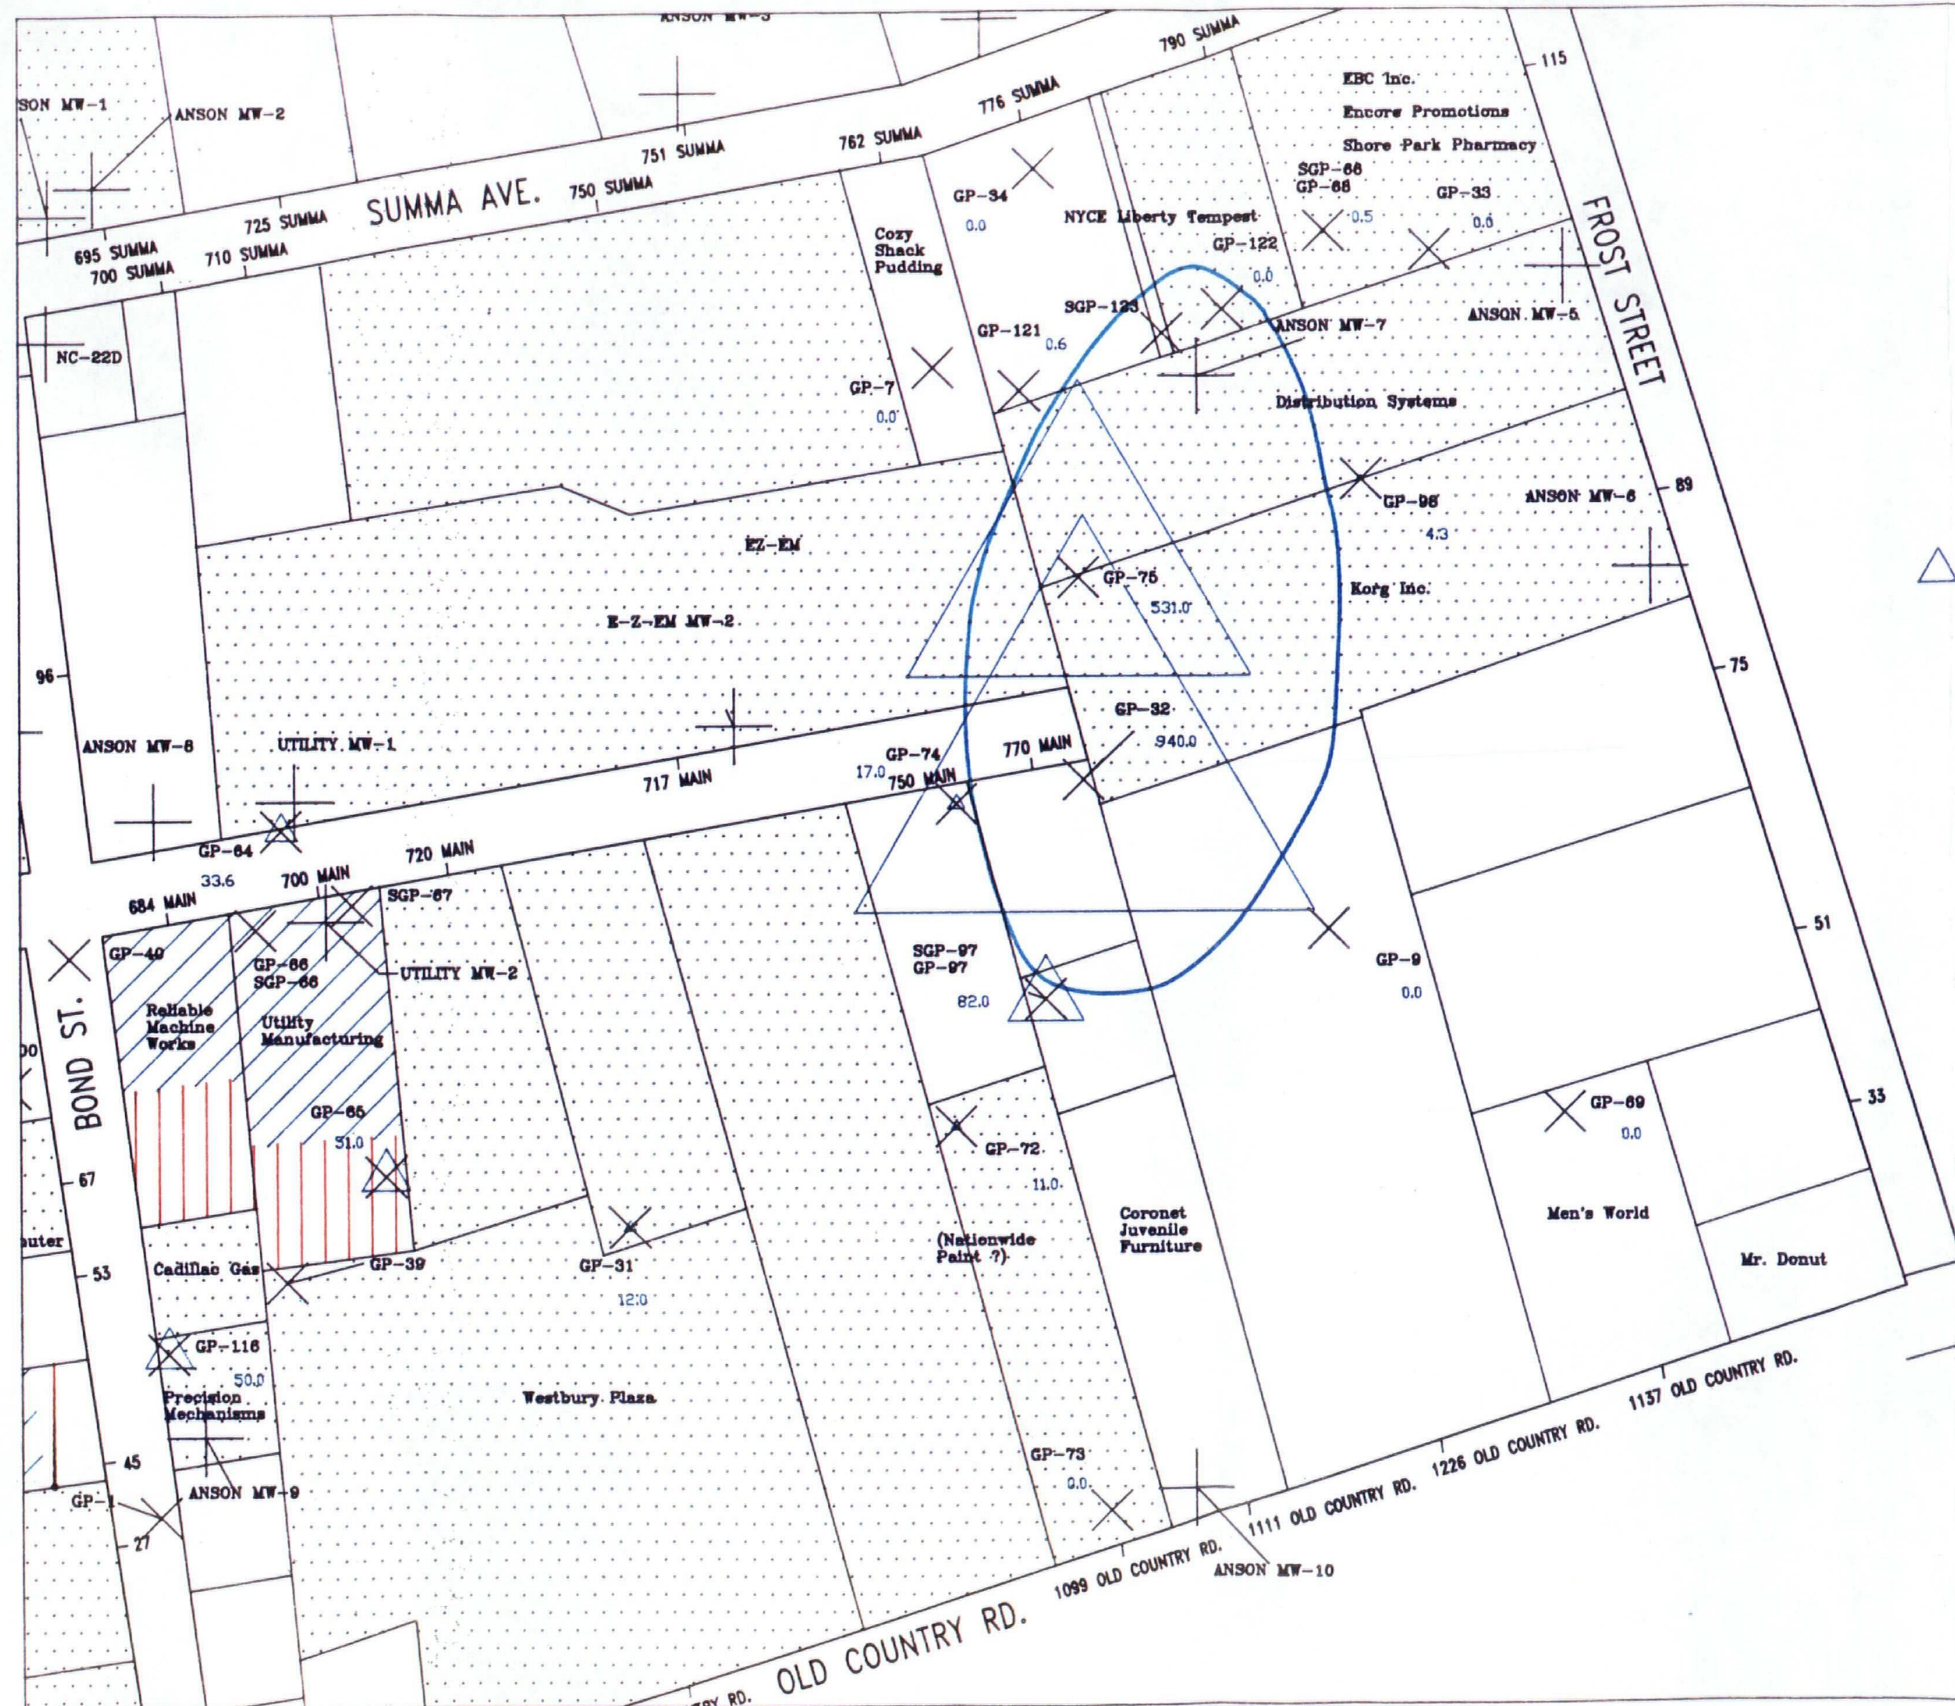 ANSON MW-3
790 SUMMA
115
EBC Inc.
Encore Promotions
Shore Park Pharmacy
SON MW-1
ANSON MW-2
776 SUMMA
762 SUMMA
751 SUMMA
SGP-68
GP-68
0.5
GP-33
0.0
GP-34
0.0
NYCE Liberty Tempest
SUMMA AVE.
750 SUMMA
725 SUMMA
695 SUMMA
700 SUMMA
710 SUMMA
Cozy
Shack
Pudding
GP-122
0.0
FROST STREET
SGP-123
ANSON MW-7
ANSON MW-5
GP-121
0.6
NC-22D
GP-7
0.0
Distribution Systems
GP-98
4.3
ANSON MW-6
89
EZ-EM
GP-75
531.0
Korg Inc.
E-Z-EM MW-2
96
75
GP-32
940.0
ANSON MW-8
UTILITY MW-1
GP-74
17.0
770 MAIN
750 MAIN
717 MAIN
GP-64
33.6
720 MAIN
700 MAIN
684 MAIN
SGP-67
51
GP-40
GP-66
SGP-66
UTILITY MW-2
SGP-97
GP-97
82.0
GP-9
0.0
BOND ST.
Reliable
Machine
Works
Utility
Manufacturing
GP-65
51.0
GP-69
0.0
33
GP-72
11.0
67
Coronet
Juvenile
Furniture
Men's World
(Nationwide
Paint ?)
Mr. Donut
uter
53
Cadillac Gas
GP-39
GP-31
12.0
GP-116
50.0
Precision
Mechanisms
Westbury Plaza
1137 OLD COUNTRY RD.
GP-73
0.0
45
GP-1
ANSON MW-9
1226 OLD COUNTRY RD.
1111 OLD COUNTRY RD.
27
1099 OLD COUNTRY RD.
ANSON MW-10
OLD COUNTRY RD.
RY RD.